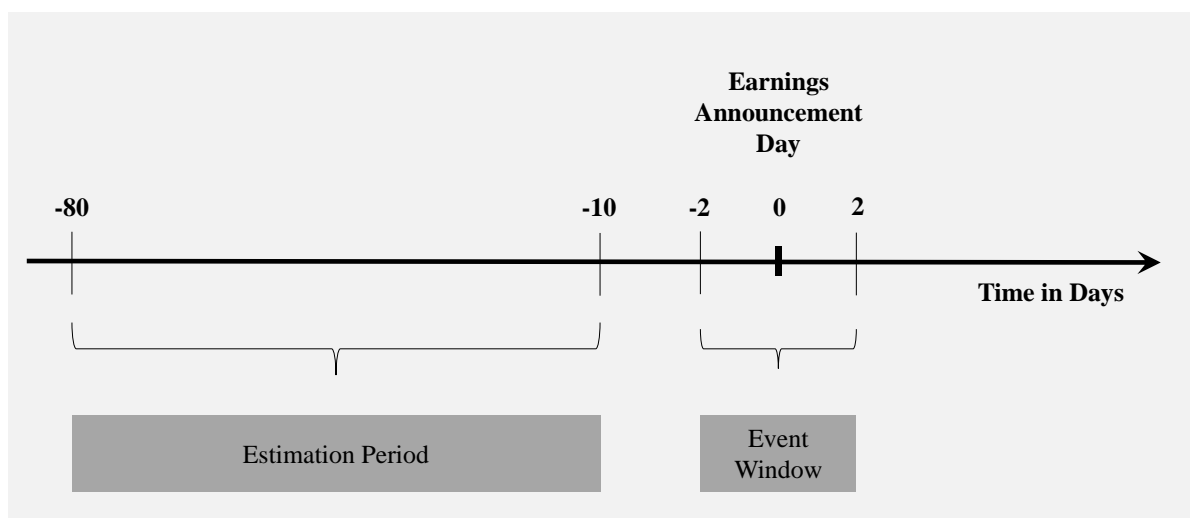 Earnings
Announcement
Day
-80
-10
-2
0
2
Time in Days
Estimation Period
Event
Window